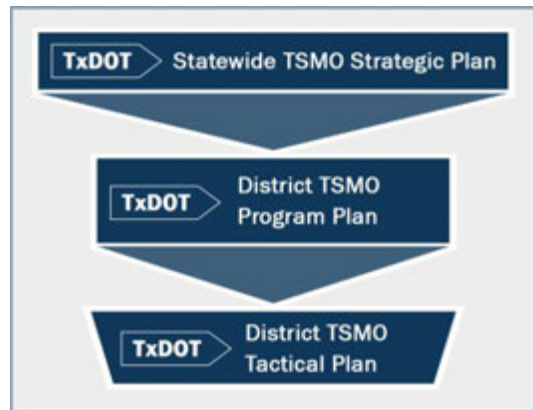 TxDOT Statewide TSMO Strategic Plan
TxDOT
District TSMO
Program Plan
TxDOT
District TSMO
Tactical Plan